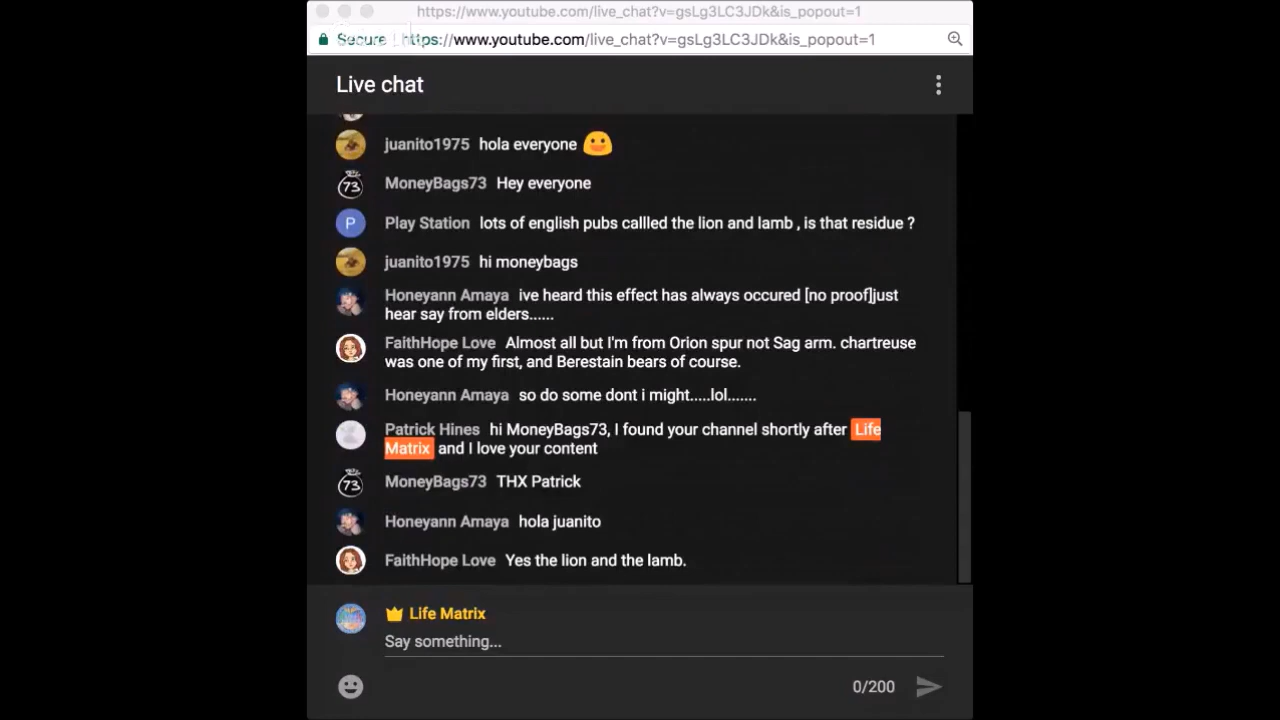 https://www.youtube.com/live_chat?v=gsLg3LC3JDk&is_popout=1
Secure https://www.youtube.com/live_chat?v=gsLg3LC3JDk&is_popout=1
Live chat
juanito1975 hola everyone
MoneyBags73 Hey everyone
73
Play Station lots of english pubs callled the lion and lamb , is that residue ?
P
juanito1975 hi moneybags
Honeyann Amaya ive heard this effect has always occured [no proof]just
hear say from elders......
FaithHope Love Almost all but I'm from Orion spur not Sag arm. chartreuse
was one of my first, and Berestain bears of course.
Honeyann Amaya so do some dont i might.....lol.......
Patrick Hines hi MoneyBags73, I found your channel shortly after Life
Matrix and I love your content
MoneyBags73 THX Patrick
73
Honeyann Amaya hola juanito
FaithHope Love Yes the lion and the lamb.
Life Matrix
Say something...
0/200